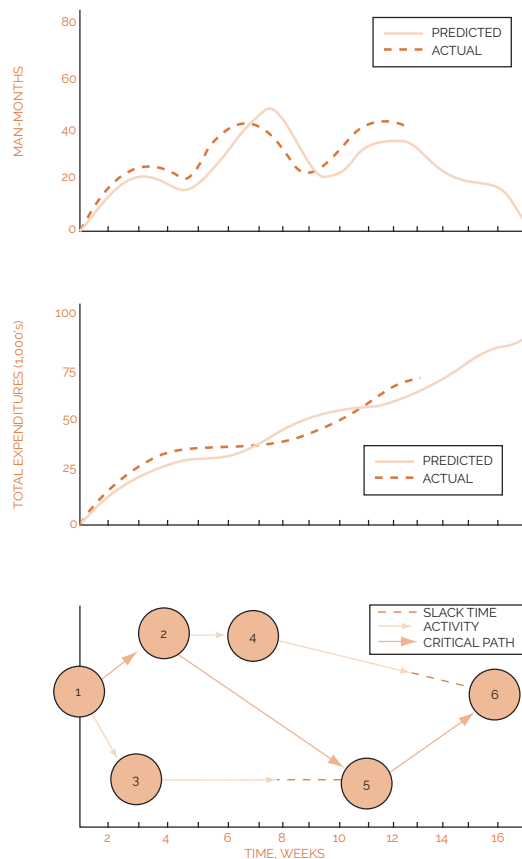 80
PREDICTED
ACTUAL
60
MAN-MONTHS
40
20
0
100
TOTAL EXPENDITURES (1,000's)
75
50
PREDICTED
ACTUAL
25
0
SLACK TIME
ACTIVITY
CRITICAL PATH
2
4
1
6
3
5
2 4 6 8 10 12 14 16
TIME, WEEKS